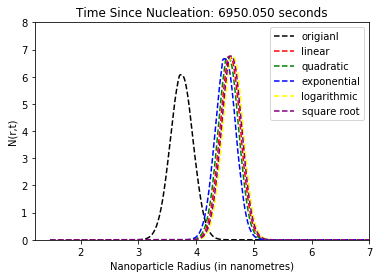 Time Since Nucleation: 6950.050 seconds
N(r,t)
8
7
6
5
4
3
2
1
0
origianl
linear
quadratic
exponential
logarithmic
square root
2 3 4 5 6 7
Nanoparticle Radius (in nanometres)